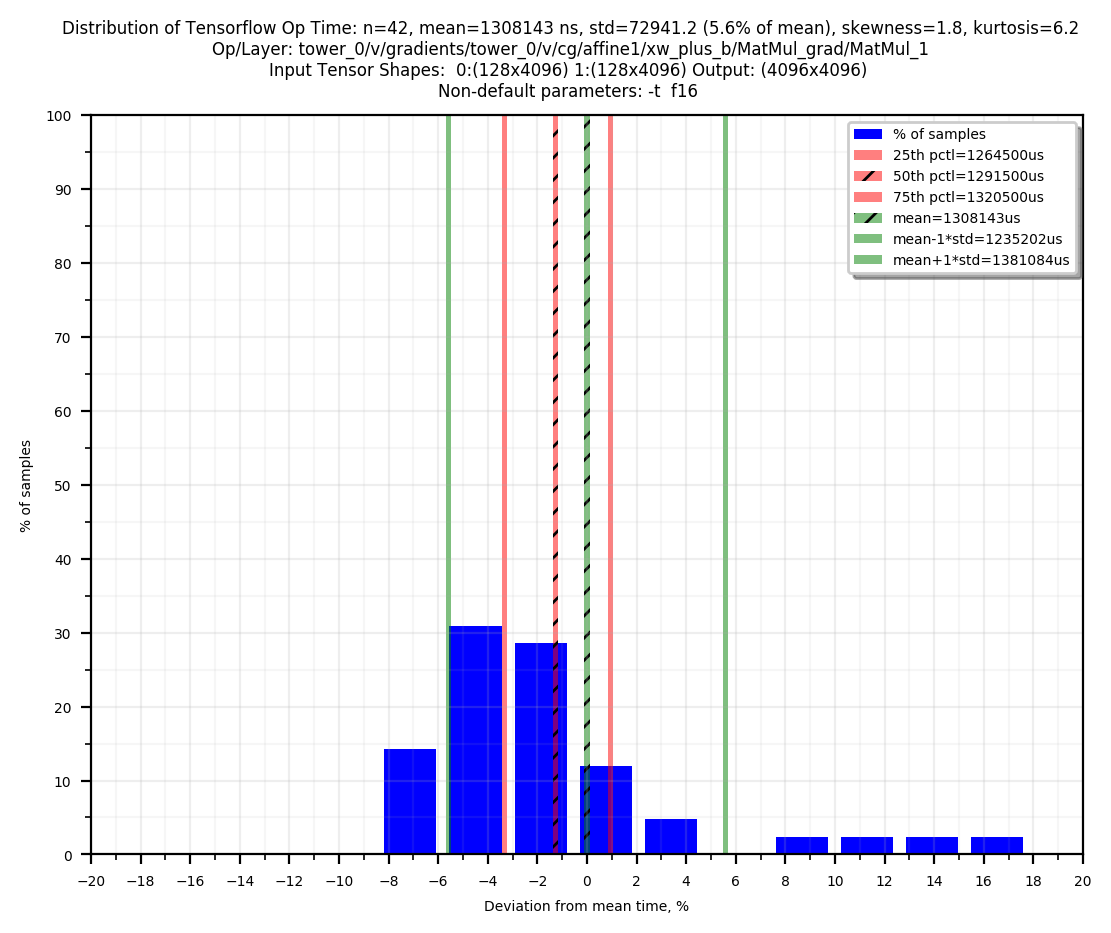 Distribution of Tensorflow Op Time: n=42, mean=1308143 ns, std=72941.2 (5.6% of mean), skewness=1.8, kurtosis=6.2
Op/Layer: tower_0/v/gradients/tower_0/v/cg/affine1/xw_plus_b/MatMul_grad/MatMul_1
Input Tensor Shapes:  0:(128x4096) 1:(128x4096) Output: (4096x4096)
Non-default parameters: -t  f16
% of samples
25th pctl=1264500us
50th pctl=1291500us
75th pctl=1320500us
mean=1308143us
mean-1*std=1235202us
mean+1*std=1381084us
100
90
80
70
60
50
40
30
20
10
0
% of samples
−20 −18 −16 −14 −12 −10 −8 −6 −4 −2 0 2 4 6 8 10 12 14 16 18 20
Deviation from mean time, %